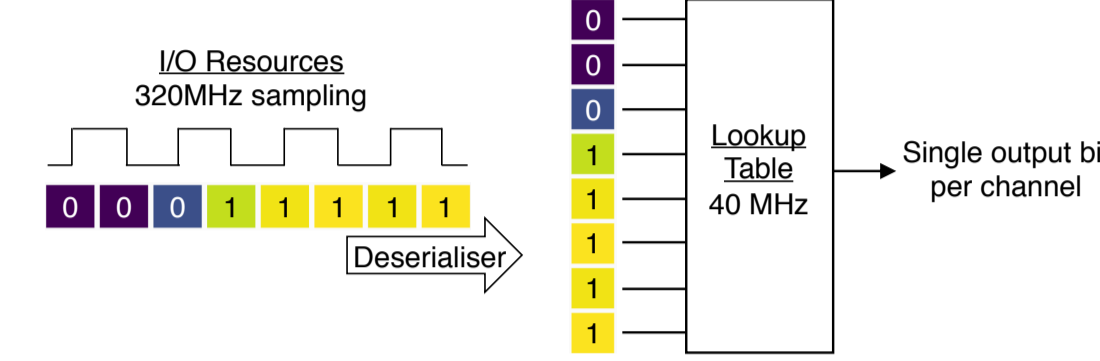 I/O Resources
320MHz sampling
0 0 0 1 1 1 1 1
Deserialiser
0
0
0
1
1
1
1
1
Lookup
Table
40 MHz
Single output bi
per channel